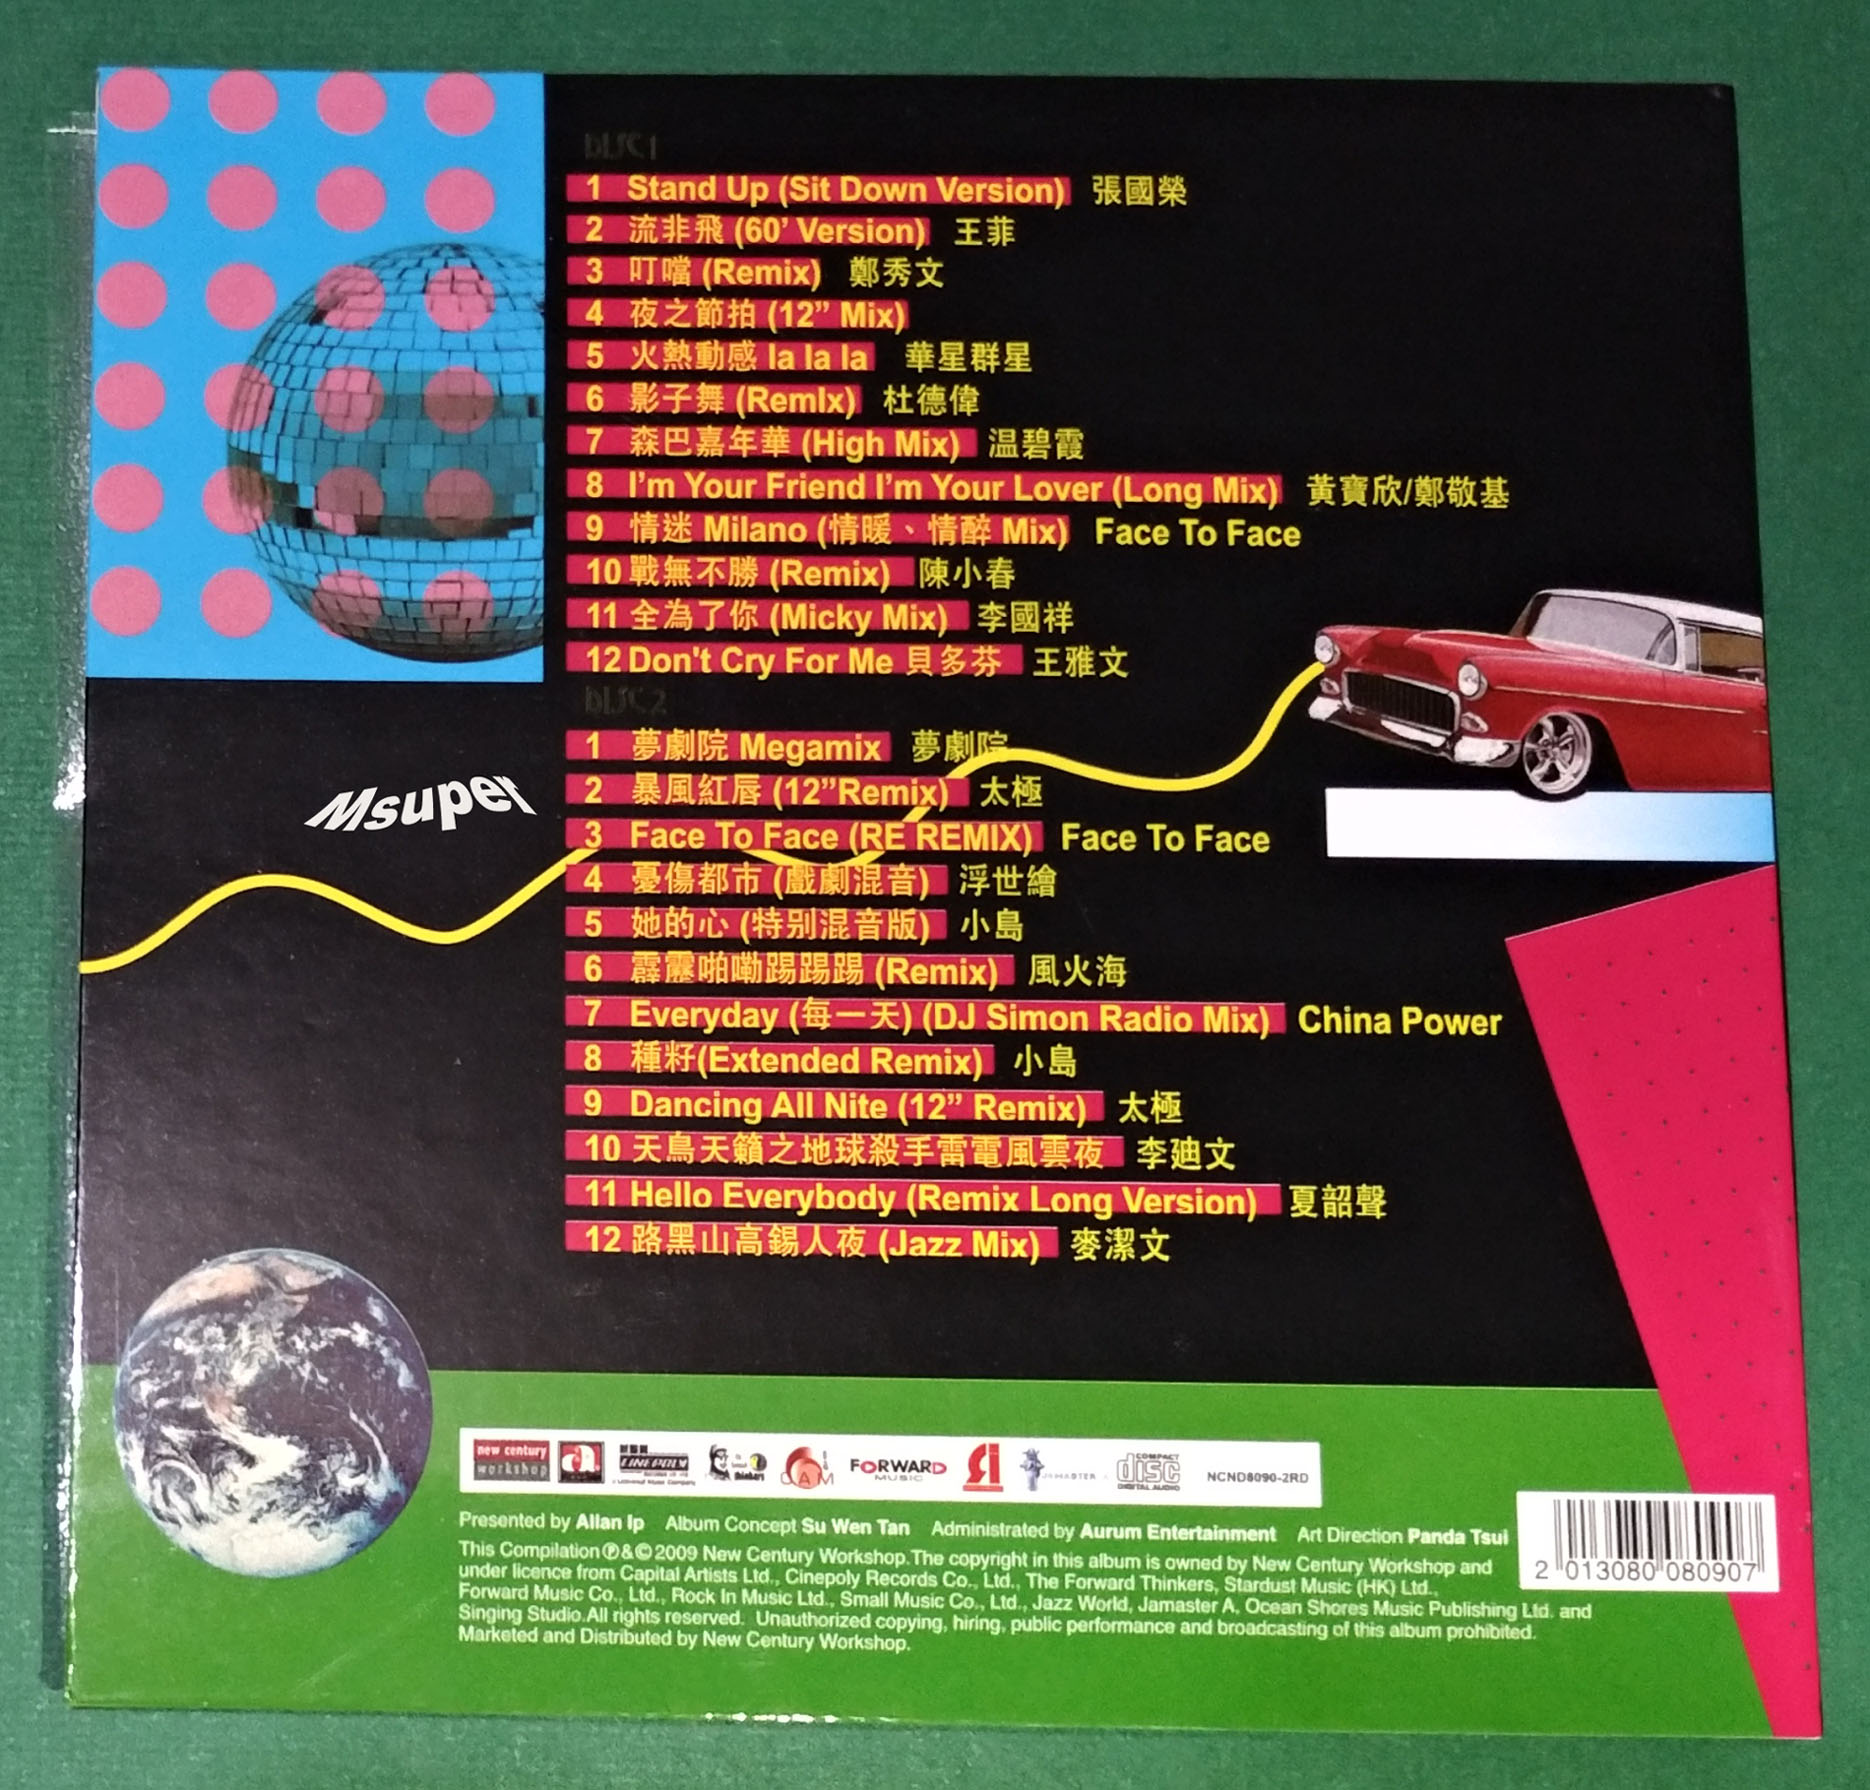 DISC 1
1 Stand Up (Sit Down Version) 張國榮
2 流非飛 (60’ Version) 王菲
3 叮噹 (Remix) 鄭秀文
4 夜之節拍 (12” Mix)
5 火熱動感 la la la 華星群星
6 影子舞 (RemIx) 杜德偉
7 森巴嘉年華 (High Mix) 温碧霞
8 I’m Your Friend I’m Your Lover (Long Mix) 黃寶欣/鄭敬基
9 情迷 Milano (情暖、情醉 Mix) Face To Face
10 戰無不勝 (Remix) 陳小春
11 全為了你 (Micky Mix) 李國祥
12 Don't Cry For Me 貝多芬 王雅文
DISC 2
1 夢劇院 Megamix 夢劇院
2 暴風紅唇 (12”Remix) 太極
Msuper
3 Face To Face (RE REMIX) Face To Face
4 憂傷都市 (戲劇混音) 浮世繪
5 她的心 (特别混音版) 小島
6 霹靂啪嘞踢踢踢 (Remix) 風火海
7 Everyday (每一天) (DJ Simon Radio Mix) China Power
8 種籽(Extended Remix) 小島
9 Dancing All Nite (12” Remix) 太極
10 天鳥天籟之地球殺手雷電風雲夜 李廸文
11 Hello Everybody (Remix Long Version) 夏韶聲
12 路黑山高錫人夜 (Jazz Mix) 麥潔文
new century workshop
CINEPOLY
FORWARD MUSIC
JAMASTER
COMPACT disc DIGITAL AUDIO
NCND8090-2RD
Presented by Allan Ip Album Concept Su Wen Tan Administrated by Aurum Entertainment Art Direction Panda Tsui
This Compilation ℗&© 2009 New Century Workshop.The copyright in this album is owned by New Century Workshop and
under licence from Capital Artists Ltd., Cinepoly Records Co., Ltd., The Forward Thinkers, Stardust Music (HK) Ltd.,
Forward Music Co., Ltd., Rock In Music Ltd., Small Music Co., Ltd., Jazz World, Jamaster A, Ocean Shores Music Publishing Ltd. and
Singing Studio.All rights reserved. Unauthorized copying, hiring, public performance and broadcasting of this album prohibited.
Marketed and Distributed by New Century Workshop.
2 013080 080907